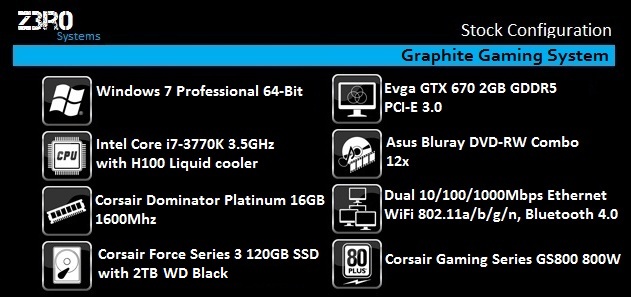 Z3R0
Systems
Stock Configuration
Graphite Gaming System
Windows 7 Professional 64-Bit
Evga GTX 670 2GB GDDR5
PCI-E 3.0
CPU
Intel Core i7-3770K 3.5GHz
with H100 Liquid cooler
Asus Bluray DVD-RW Combo
12x
Corsair Dominator Platinum 16GB
1600Mhz
Dual 10/100/1000Mbps Ethernet
WiFi 802.11a/b/g/n, Bluetooth 4.0
Corsair Force Series 3 120GB SSD
with 2TB WD Black
80
PLUS
Corsair Gaming Series GS800 800W